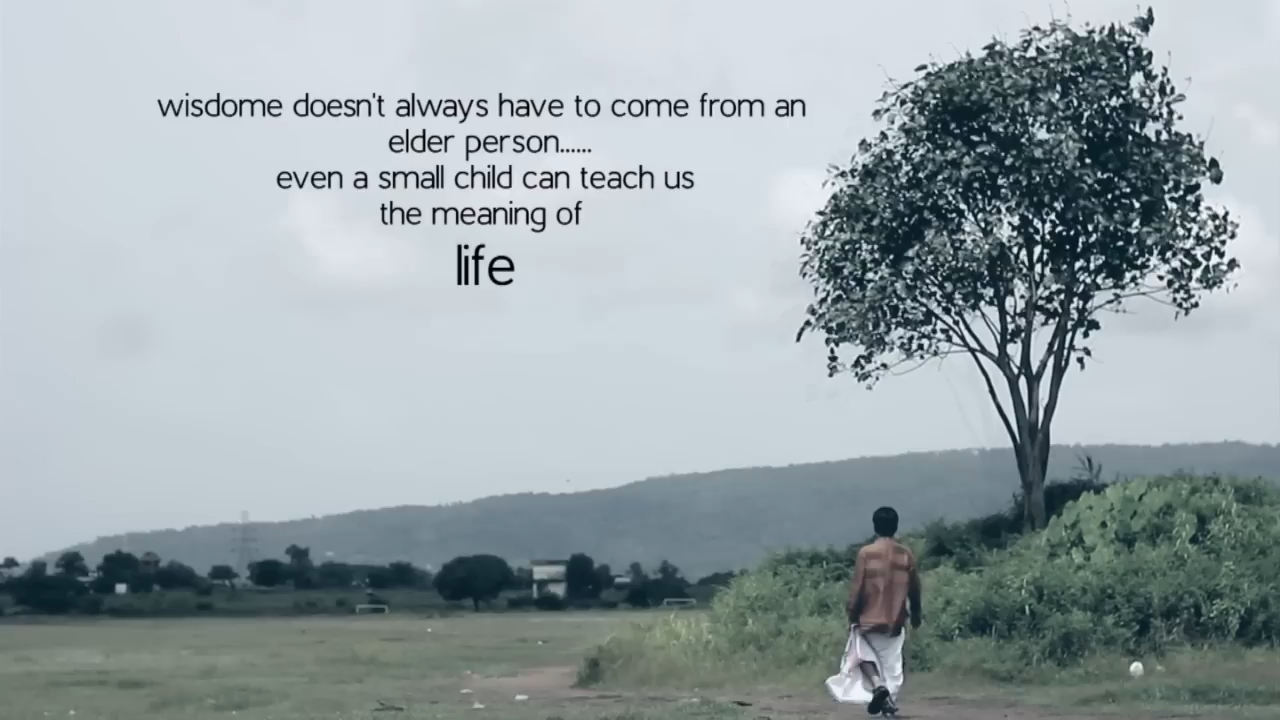 wisdome doesn't always have to come from an
elder person......
even a small child can teach us
the meaning of
life